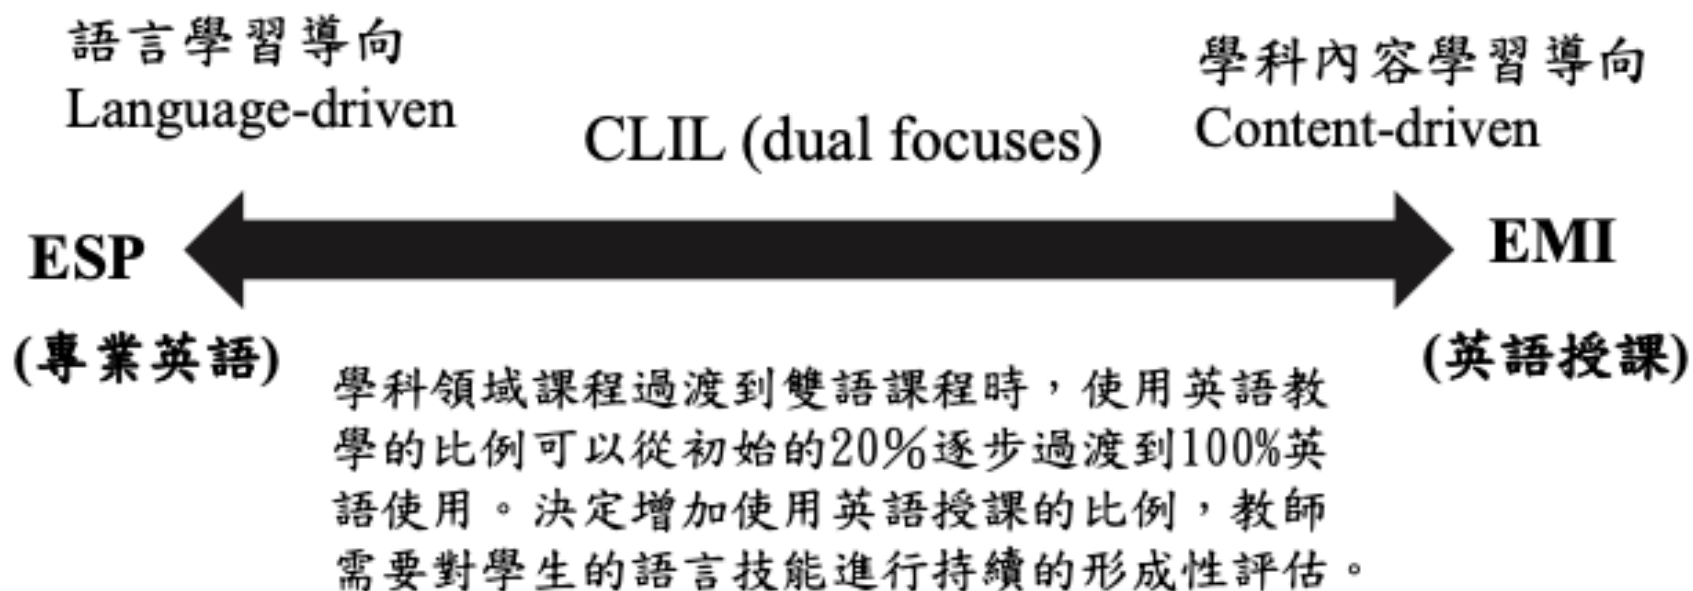 語言學習導向
Language-driven
CLIL (dual focuses)
學科內容學習導向
Content-driven
ESP
(專業英語)
EMI
(英語授課)
學科領域課程過渡到雙語課程時，使用英語教
學的比例可以從初始的20%逐步過渡到100%英
語使用。決定增加使用英語授課的比例，教師
需要對學生的語言技能進行持續的形成性評估。